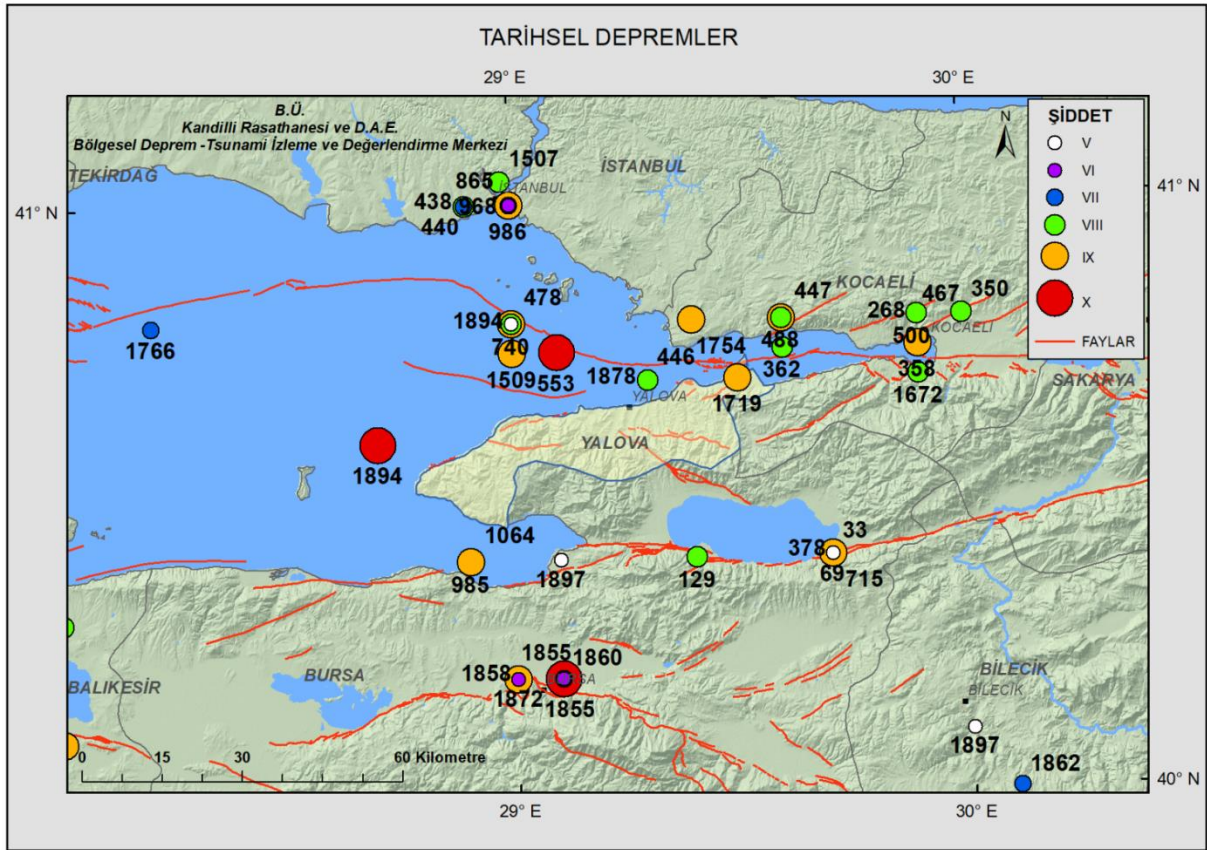 TARİHSEL DEPREMLER
29° E
30° E
B.Ü.
Kandilli Rasathanesi ve D.A.E.
Bölgesel Deprem -Tsunami İzleme ve Değerlendirme Merkezi
N
ŞİDDET
V
VI
VII
VIII
IX
X
FAYLAR
1507
İSTANBUL
TEKİRDAĞ
865
İSTANBUL
41° N
41° N
438
968
440
986
KOCAELİ
478
447
467
350
268
KOCAELİ
1894
740
1754
488
500
1766
446
362
358
1509
553
1878
1672
SAKARYA
YALOVA
1719
YALOVA
1894
1064
33
378
985
1897
129
69
715
1855
1860
1858
BURSA
BURSA
BİLECİK
BİLECİK
BALIKESİR
1872
1855
1897
1862
0
15
30
60 Kilometre
40° N
29° E
30° E